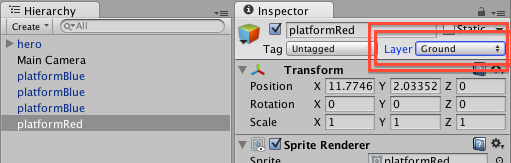 Hierarchy
Create All
hero
Main Camera
platformBlue
platformBlue
platformBlue
platformRed
Inspector
platformRed Static
Tag Untagged Layer Ground
Transform
Position X 11.7746 Y 2.03352 Z 0
Rotation X 0 Y 0 Z 0
Scale X 1 Y 1 Z 1
Sprite Renderer
Sprite platformRed